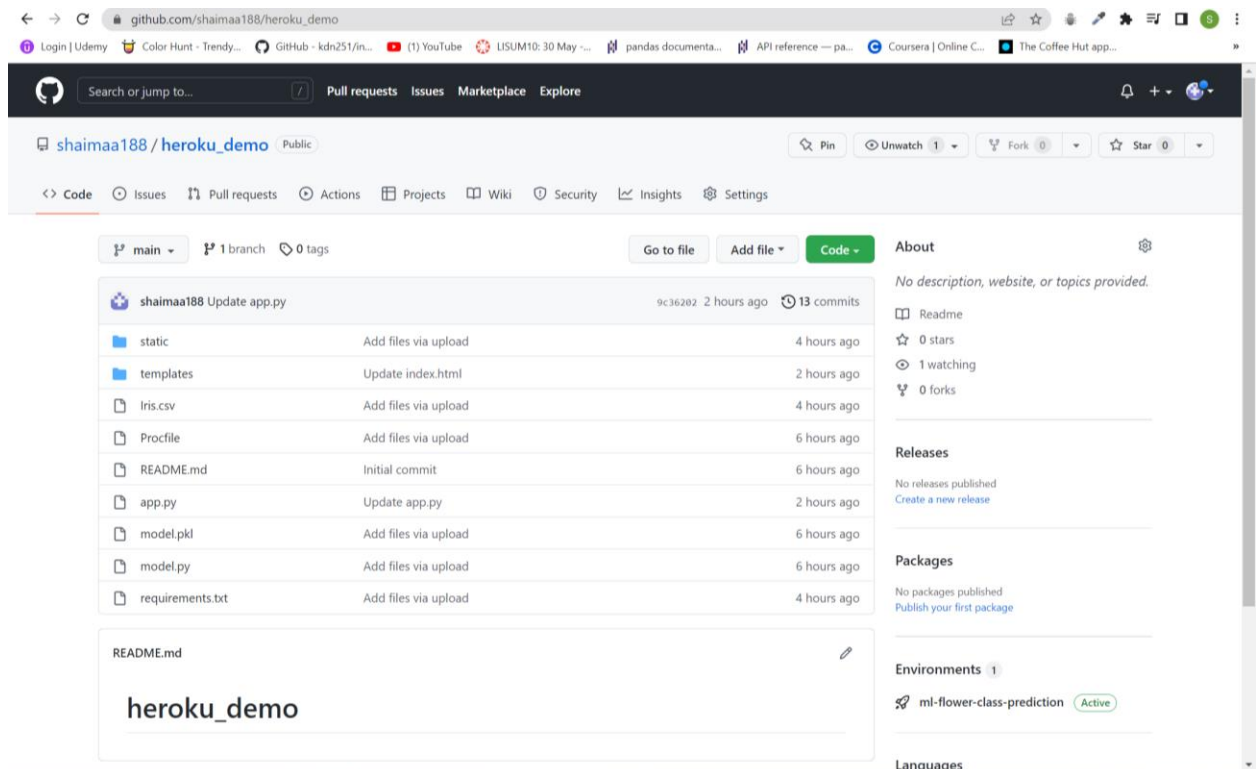 github.com/shaimaa188/heroku_demo
Login | Udemy Color Hunt - Trendy... GitHub - kdn251/in... (1) YouTube LISUM10: 30 May -... pandas documenta... API reference — pa... Coursera | Online C... The Coffee Hut app... »
Search or jump to... / Pull requests Issues Marketplace Explore
shaimaa188 / heroku_demo Public Pin Unwatch 1 Fork 0 Star 0
Code Issues Pull requests Actions Projects Wiki Security Insights Settings
main 1 branch 0 tags Go to file Add file Code
shaimaa188 Update app.py 9c36202 2 hours ago 13 commits
static Add files via upload 4 hours ago
templates Update index.html 2 hours ago
Iris.csv Add files via upload 4 hours ago
Procfile Add files via upload 6 hours ago
README.md Initial commit 6 hours ago
app.py Update app.py 2 hours ago
model.pkl Add files via upload 6 hours ago
model.py Add files via upload 6 hours ago
requirements.txt Add files via upload 4 hours ago
README.md
heroku_demo
About
No description, website, or topics provided.
Readme
0 stars
1 watching
0 forks
Releases
No releases published
Create a new release
Packages
No packages published
Publish your first package
Environments 1
ml-flower-class-prediction Active
Languages